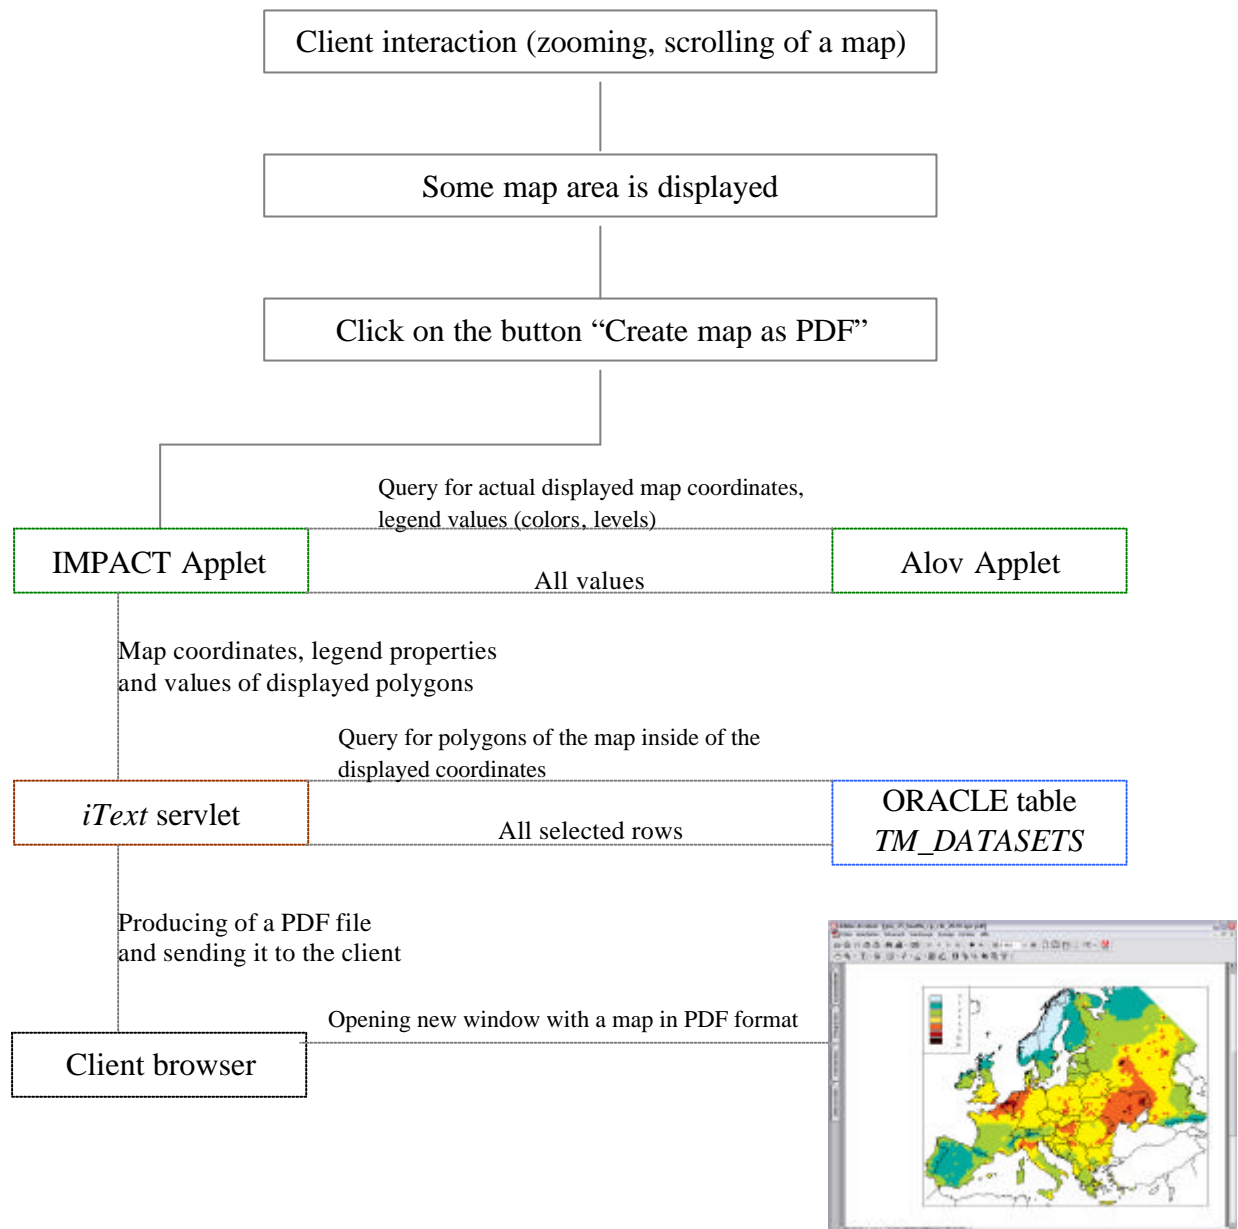 Client interaction (zooming, scrolling of a map)
Some map area is displayed
Click on the button “Create map as PDF”
Query for actual displayed map coordinates,
legend values (colors, levels)
IMPACT Applet
All values
Alov Applet
Map coordinates, legend properties
and values of displayed polygons
Query for polygons of the map inside of the
displayed coordinates
iText servlet
All selected rows
ORACLE table
TM_DATASETS
Producing of a PDF file
and sending it to the client
Opening new window with a map in PDF format
Client browser